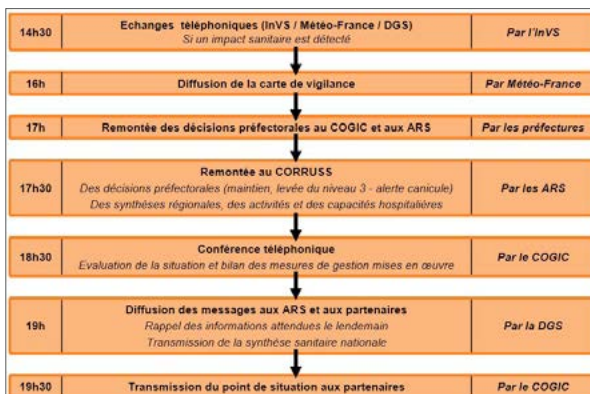 14h30 Echanges téléphoniques (InVS / Météo-France / DGS) Par l'InVS
Si un impact sanitaire est détecté
16h Diffusion de la carte de vigilance Par Météo-France
17h Remontée des décisions préfectorales au COGIC et aux ARS Par les préfectures
Remontée au CORRUSS
17h30 Des décisions préfectorales (maintien, levée du niveau 3 - alerte canicule) Par les ARS
Des synthèses régionales, des activités et des capacités hospitalières
Conférence téléphonique
18h30 Evaluation de la situation et bilan des mesures de gestion mises en œuvre Par le COGIC
Diffusion des messages aux ARS et aux partenaires
19h Rappel des informations attendues le lendemain Par la DGS
Transmission de la synthèse sanitaire nationale
19h30 Transmission du point de situation aux partenaires Par le COGIC